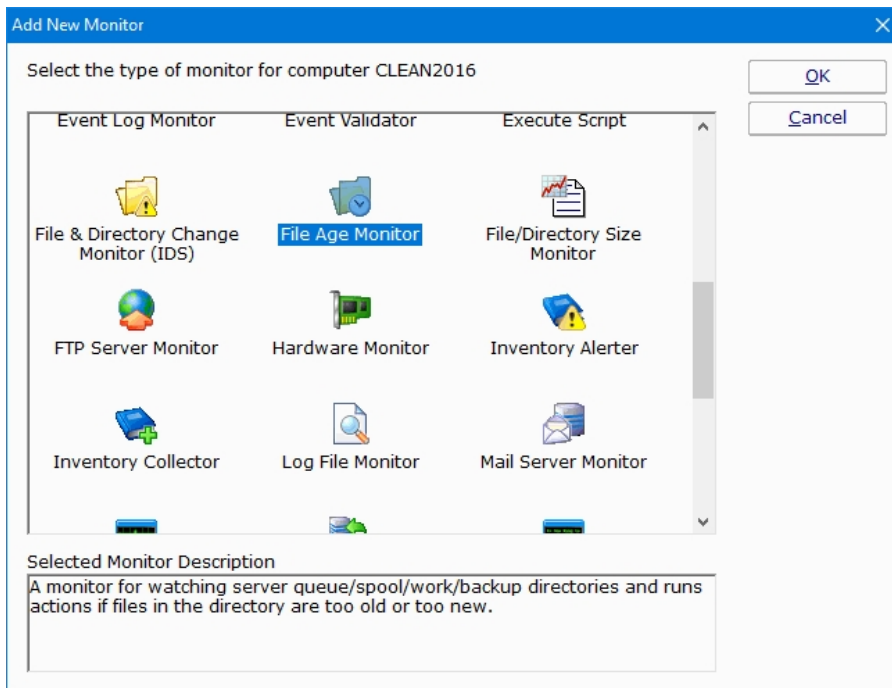 Add New Monitor
Select the type of monitor for computer CLEAN2016
OK
Cancel
Event Log Monitor
Event Validator
Execute Script
File & Directory Change
Monitor (IDS)
File Age Monitor
File/Directory Size
Monitor
FTP Server Monitor
Hardware Monitor
Inventory Alerter
Inventory Collector
Log File Monitor
Mail Server Monitor
Selected Monitor Description
A monitor for watching server queue/spool/work/backup directories and runs
actions if files in the directory are too old or too new.